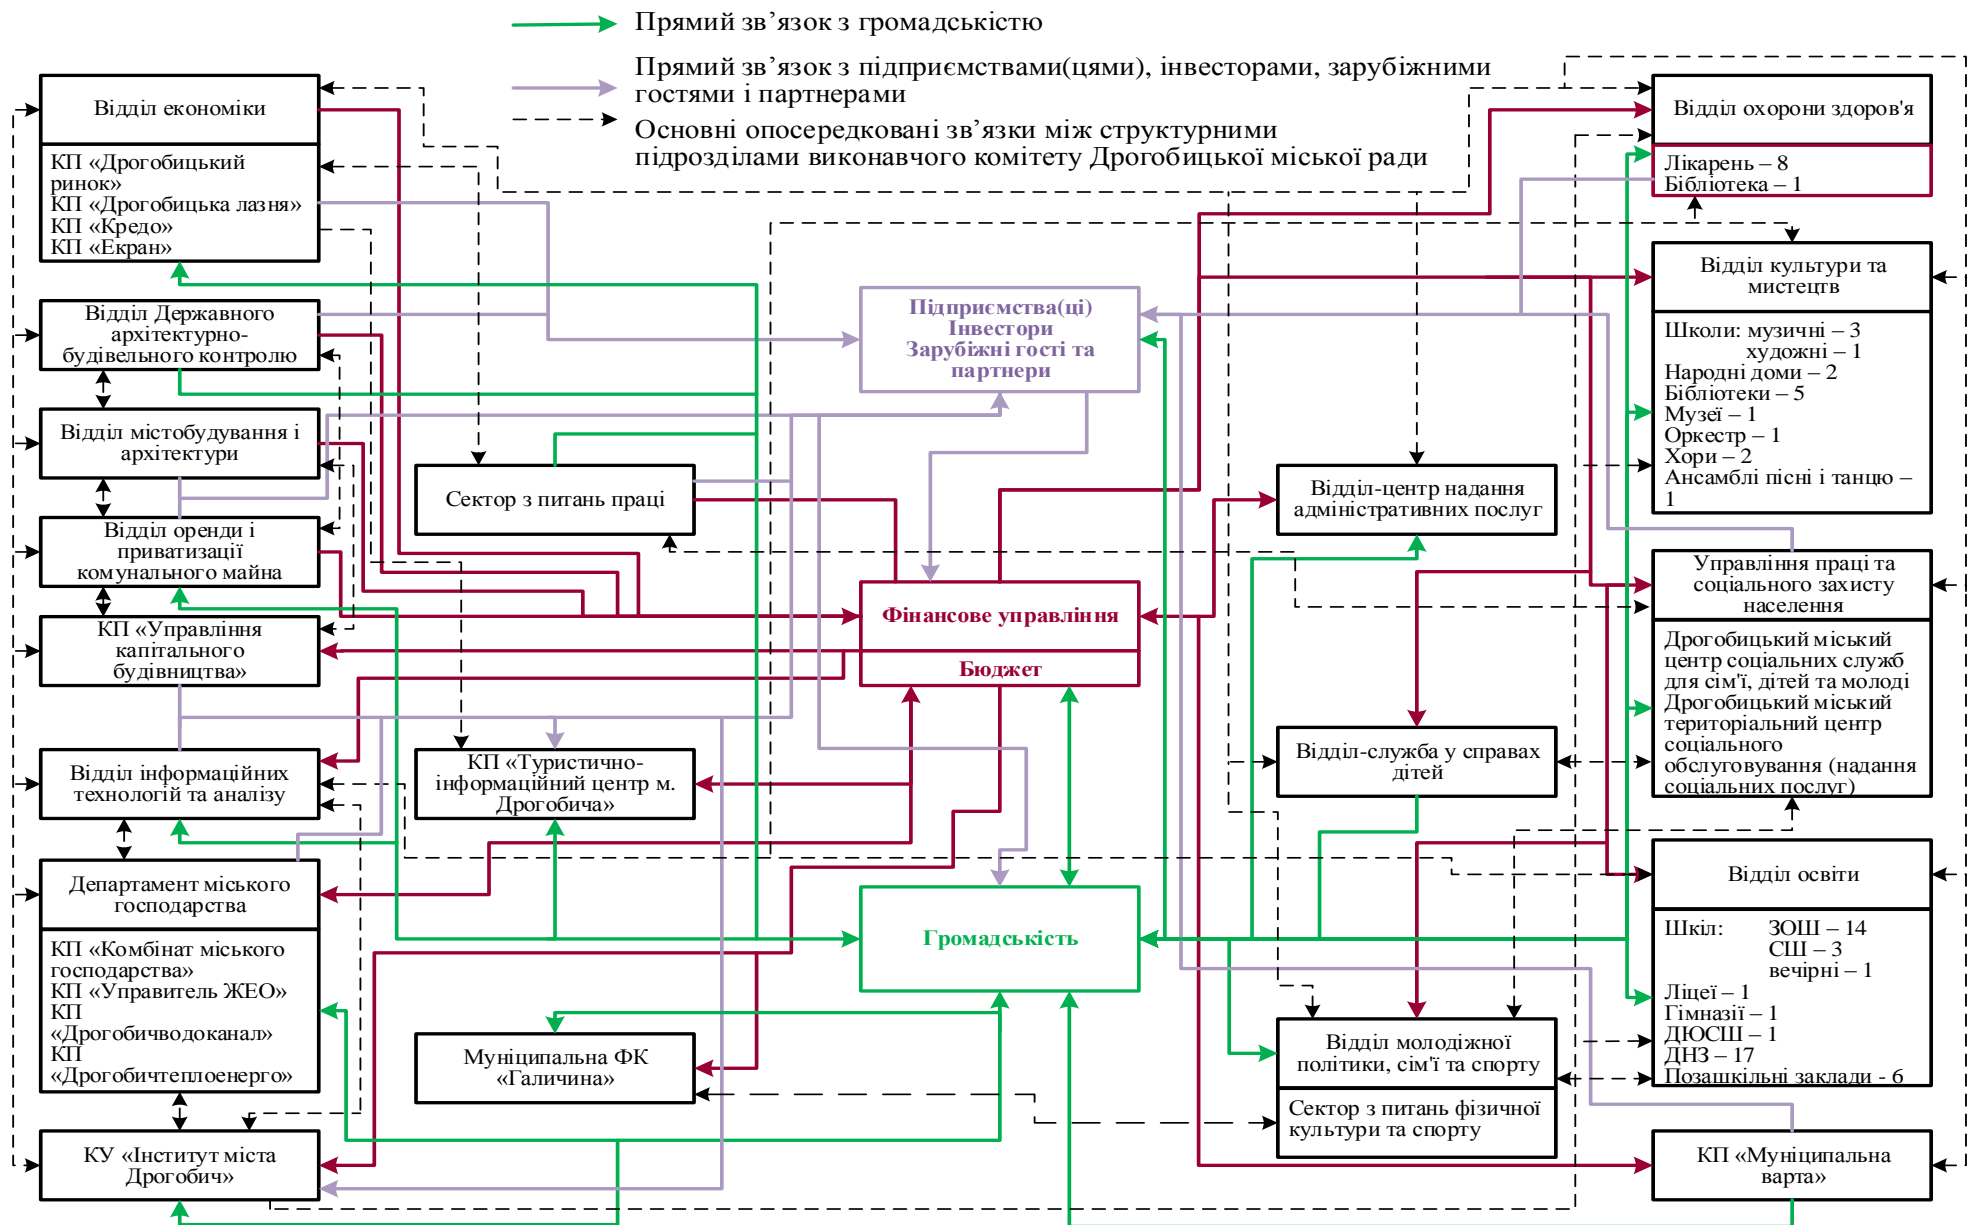 Прямий зв’язок з громадськістю
Прямий зв’язок з підприємствами(цями), інвесторами, зарубіжними
гостями і партнерами
Основні опосередковані зв’язки між структурними
підрозділами виконавчого комітету Дрогобицької міської ради
Відділ економіки
КП «Дрогобицький
ринок»
КП «Дрогобицька лазня»
КП «Кредо»
КП «Екран»
Відділ Державного
архітектурно-
будівельного контролю
Відділ містобудування і
архітектури
Відділ оренди і
приватизації
комунального майна
КП «Управління
капітального
будівництва»
Відділ інформаційних
технологій та аналізу
Департамент міського
господарства
КП «Комбінат міського
господарства»
КП «Управитель ЖЕО»
КП
«Дрогобичводоканал»
КП
«Дрогобичтеплоенерго»
КУ «Інститут міста
Дрогобич»
Сектор з питань праці
КП «Туристично-
інформаційний центр м.
Дрогобича»
Муніципальна ФК
«Галичина»
Підприємства(ці)
Інвестори
Зарубіжні гості та
партнери
Фінансове управління
Бюджет
Громадськість
Відділ-центр надання
адміністративних послуг
Відділ-служба у справах
дітей
Відділ молодіжної
політики, сім'ї та спорту
Сектор з питань фізичної
культури та спорту
Відділ охорони здоров'я
Лікарень – 8
Бібліотека – 1
Відділ культури та
мистецтв
Школи: музичні – 3
художні – 1
Народні доми – 2
Бібліотеки – 5
Музеї – 1
Оркестр – 1
Хори – 2
Ансамблі пісні і танцю –
1
Управління праці та
соціального захисту
населення
Дрогобицький міський
центр соціальних служб
для сім'ї, дітей та молоді
Дрогобицький міський
територіальний центр
соціального
обслуговування (надання
соціальних послуг)
Відділ освіти
Шкіл: ЗОШ – 14
СШ – 3
вечірні – 1
Ліцеї – 1
Гімназії – 1
ДЮСШ – 1
ДНЗ – 17
Позашкільні заклади - 6
КП «Муніципальна
варта»